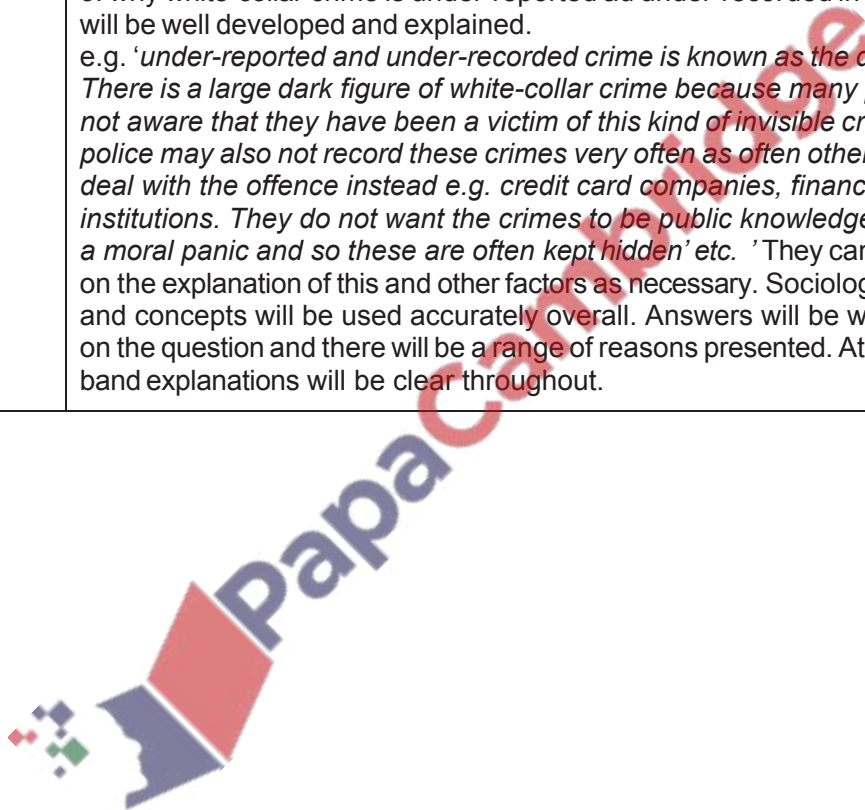 will be well developed and explained.
e.g. ‘under-reported and under-recorded crime is known as the
There is a large dark figure of white-collar crime because many
not aware that they have been a victim of this kind of invisible
police may also not record these crimes very often as often other
deal with the offence instead e.g. credit card companies,
institutions. They do not want the crimes to be public knowledge
a moral panic and so these are often kept hidden’ etc. ’ They
on the explanation of this and other factors as necessary.
and concepts will be used accurately overall. Answers will be
on the question and there will be a range of reasons presented. At
band explanations will be clear throughout.
PapaCambridge